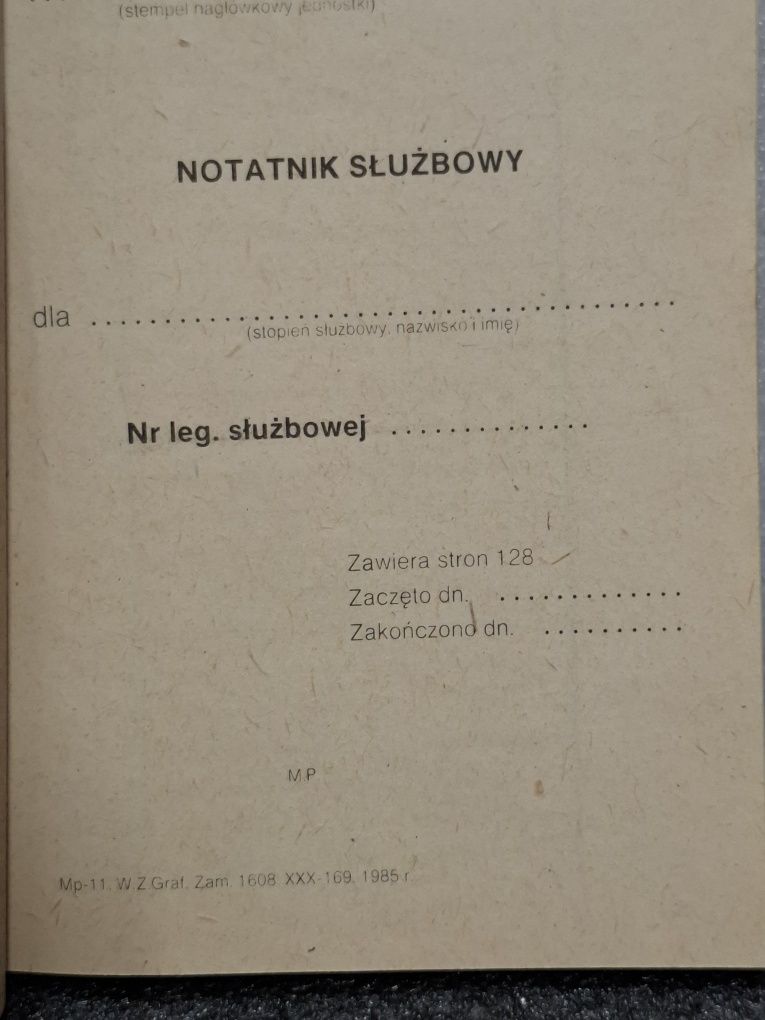 (stempel nagłówkowy jednostki)
NOTATNIK SŁUŻBOWY
dla ........................................
(stopień służbowy, nazwisko i imię)
Nr leg. służbowej ..............
Zawiera stron 128
Zaczęto dn. .............
Zakończono dn. ..........
M.P
Mp-11. W.Z.Graf. Zam. 1608. XXX-169. 1985 r.